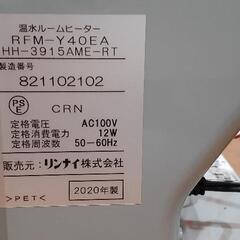 温水ルームヒーター
RFM-Y40EA
HH-3915AME-RT
製造番号
821102102
PS
E
CRN
定格電圧 AC100V
定格消費電力 12W
定格周波数 50-60Hz
販売元：リンナイ株式会社
2020年製
>PET<